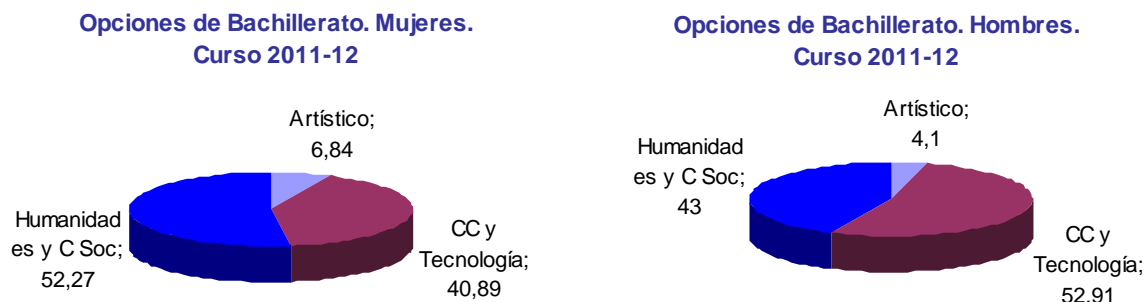 Opciones de Bachillerato. Mujeres.
Curso 2011-12
Artístico;
6,84
Humanidad
es y C Soc;
52,27
CC y
Tecnología;
40,89
Opciones de Bachillerato. Hombres.
Curso 2011-12
Artístico;
4,1
Humanidad
es y C Soc;
43
CC y
Tecnología;
52,91